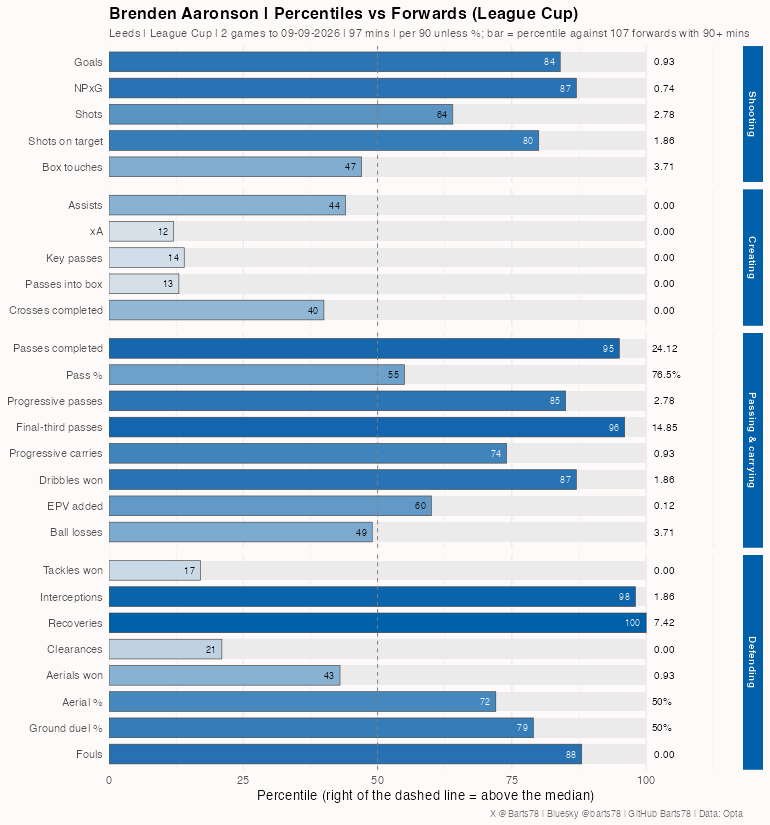 Brenden Aaronson | Percentiles vs Forwards (League Cup)
Leeds | League Cup | 2 games to 09-09-2026 | 97 mins | per 90 unless %; bar = percentile against 107 forwards with 90+ mins
Goals 84 0.93
NPxG 87 0.74
Shots 64 2.78
Shots on target 80 1.86
Box touches 47 3.71
Shooting
Assists 44 0.00
xA 12 0.00
Key passes 14 0.00
Passes into box 13 0.00
Crosses completed 40 0.00
Creating
Passes completed 95 24.12
Pass % 55 76.5%
Progressive passes 85 2.78
Final-third passes 96 14.85
Progressive carries 74 0.93
Dribbles won 87 1.86
EPV added 60 0.12
Ball losses 49 3.71
Passing & carrying
Tackles won 17 0.00
Interceptions 98 1.86
Recoveries 100 7.42
Clearances 21 0.00
Aerials won 43 0.93
Aerial % 72 50%
Ground duel % 79 50%
Fouls 88 0.00
Defending
0 25 50 75 100
Percentile (right of the dashed line = above the median)
X @Barts78 | Bluesky @barts78 | GitHub Barts78 | Data: Opta